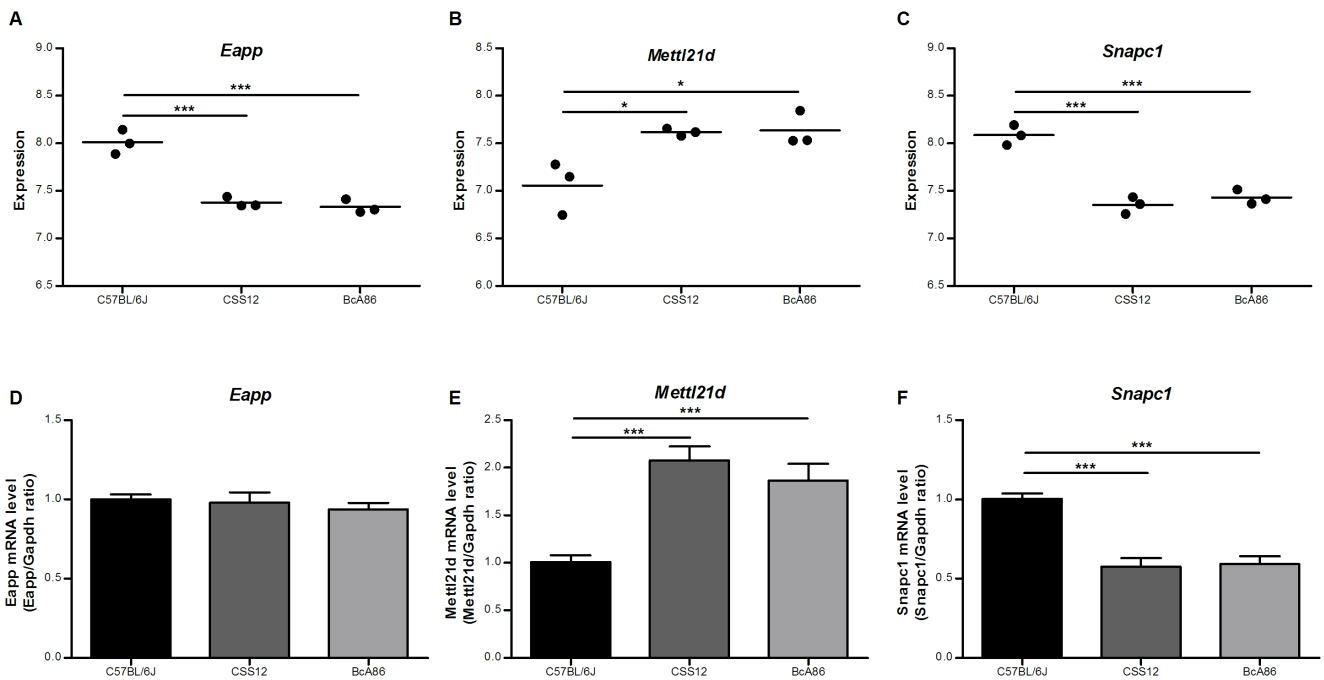 A
Eapp
Expression
9.0
8.5
8.0
7.5
7.0
6.5
***
***
C57BL/6J
CSS12
BcA86
B
Mettl21d
Expression
8.5
8.0
7.5
7.0
6.5
6.0
*
*
C57BL/6J
CSS12
BcA86
C
Snapc1
Expression
9.0
8.5
8.0
7.5
7.0
6.5
***
***
C57BL/6J
CSS12
BcA86
D
Eapp
Eapp mRNA level
(Eapp/Gapdh ratio)
1.5
1.0
0.5
0.0
C57BL/6J
CSS12
BcA86
E
Mettl21d
Mettl21d mRNA level
(Mettl21d/Gapdh ratio)
2.5
2.0
1.5
1.0
0.5
0.0
***
***
C57BL/6J
CSS12
BcA86
F
Snapc1
Snapc1 mRNA level
(Snapc1/Gapdh ratio)
1.5
1.0
0.5
0.0
***
***
C57BL/6J
CSS12
BcA86